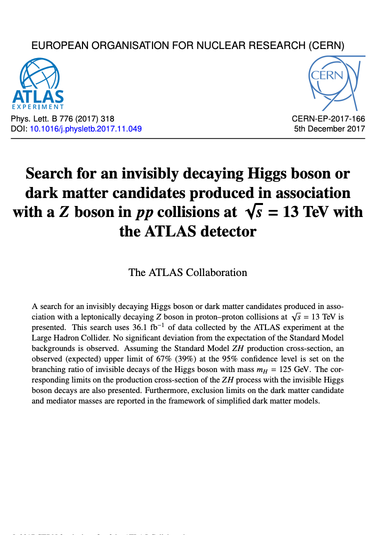 EUROPEAN ORGANISATION FOR NUCLEAR RESEARCH (CERN)
ATLAS
EXPERIMENT
CERN
Phys. Lett. B 776 (2017) 318
DOI: 10.1016/j.physletb.2017.11.049
CERN-EP-2017-166
5th December 2017
Search for an invisibly decaying Higgs boson or
dark matter candidates produced in association
with a Z boson in pp collisions at √s = 13 TeV with
the ATLAS detector
The ATLAS Collaboration
A search for an invisibly decaying Higgs boson or dark matter candidates produced in asso-
ciation with a leptonically decaying Z boson in proton–proton collisions at √s = 13 TeV is
presented. This search uses 36.1 fb⁻¹ of data collected by the ATLAS experiment at the
Large Hadron Collider. No significant deviation from the expectation of the Standard Model
backgrounds is observed. Assuming the Standard Model ZH production cross-section, an
observed (expected) upper limit of 67% (39%) at the 95% confidence level is set on the
branching ratio of invisible decays of the Higgs boson with mass m_H = 125 GeV. The cor-
responding limits on the production cross-section of the ZH process with the invisible Higgs
boson decays are also presented. Furthermore, exclusion limits on the dark matter candidate
and mediator masses are reported in the framework of simplified dark matter models.